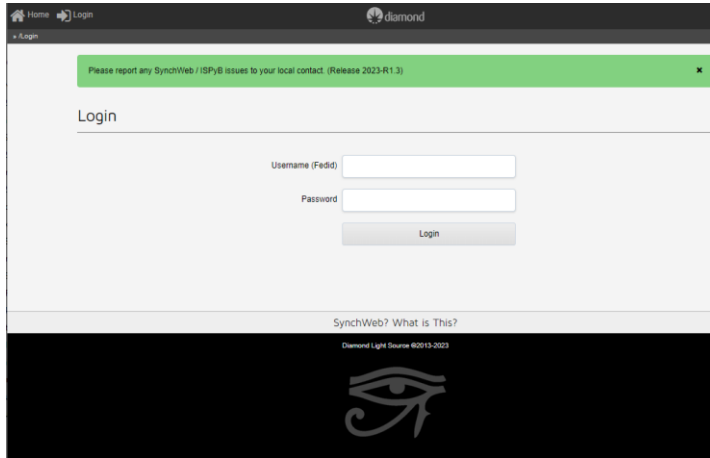 Home Login diamond
» /Login
Please report any SynchWeb / ISPyB issues to your local contact. (Release 2023-R1.3) ×
Login
Username (Fedid)
Password
Login
SynchWeb? What is This?
Diamond Light Source ©2013-2023